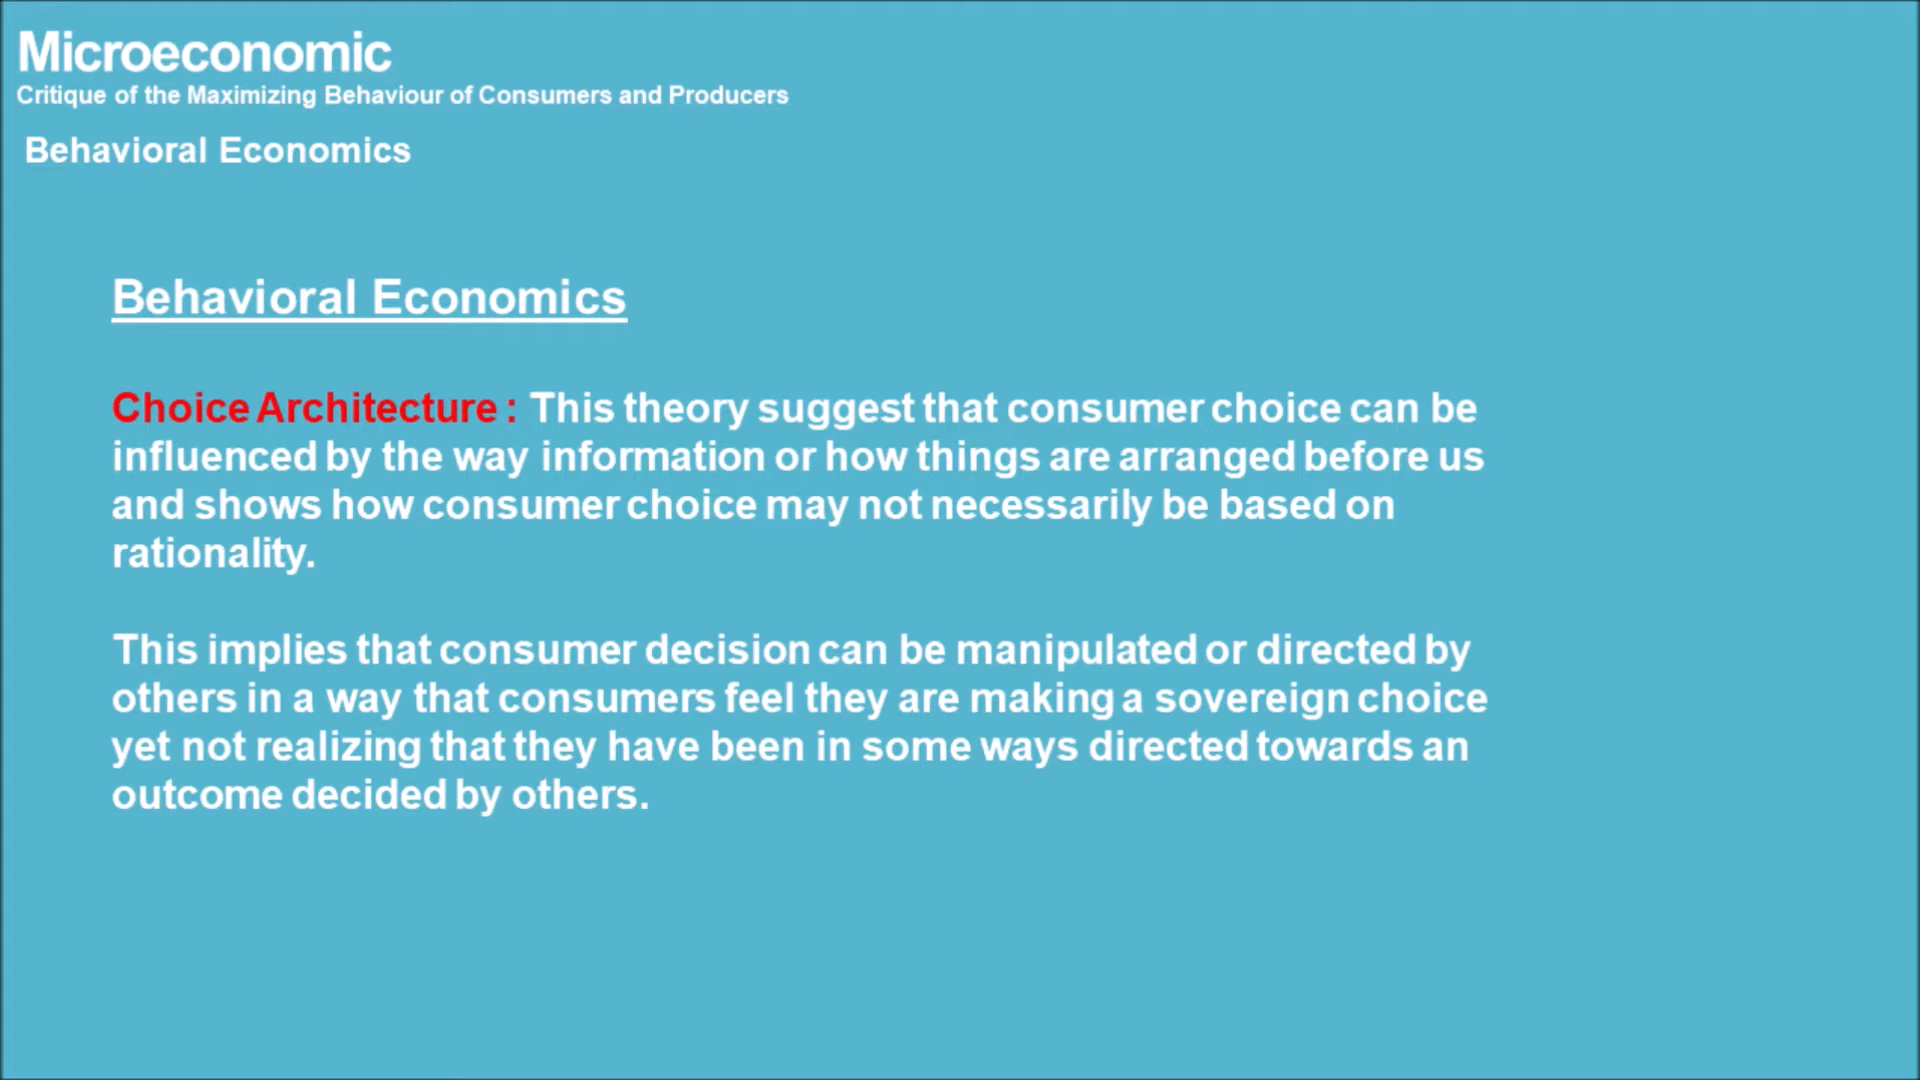 Microeconomic
Critique of the Maximizing Behaviour of Consumers and Producers
Behavioral Economics
Behavioral Economics
Choice Architecture : This theory suggest that consumer choice can be
influenced by the way information or how things are arranged before us
and shows how consumer choice may not necessarily be based on
rationality.
This implies that consumer decision can be manipulated or directed by
others in a way that consumers feel they are making a sovereign choice
yet not realizing that they have been in some ways directed towards an
outcome decided by others.